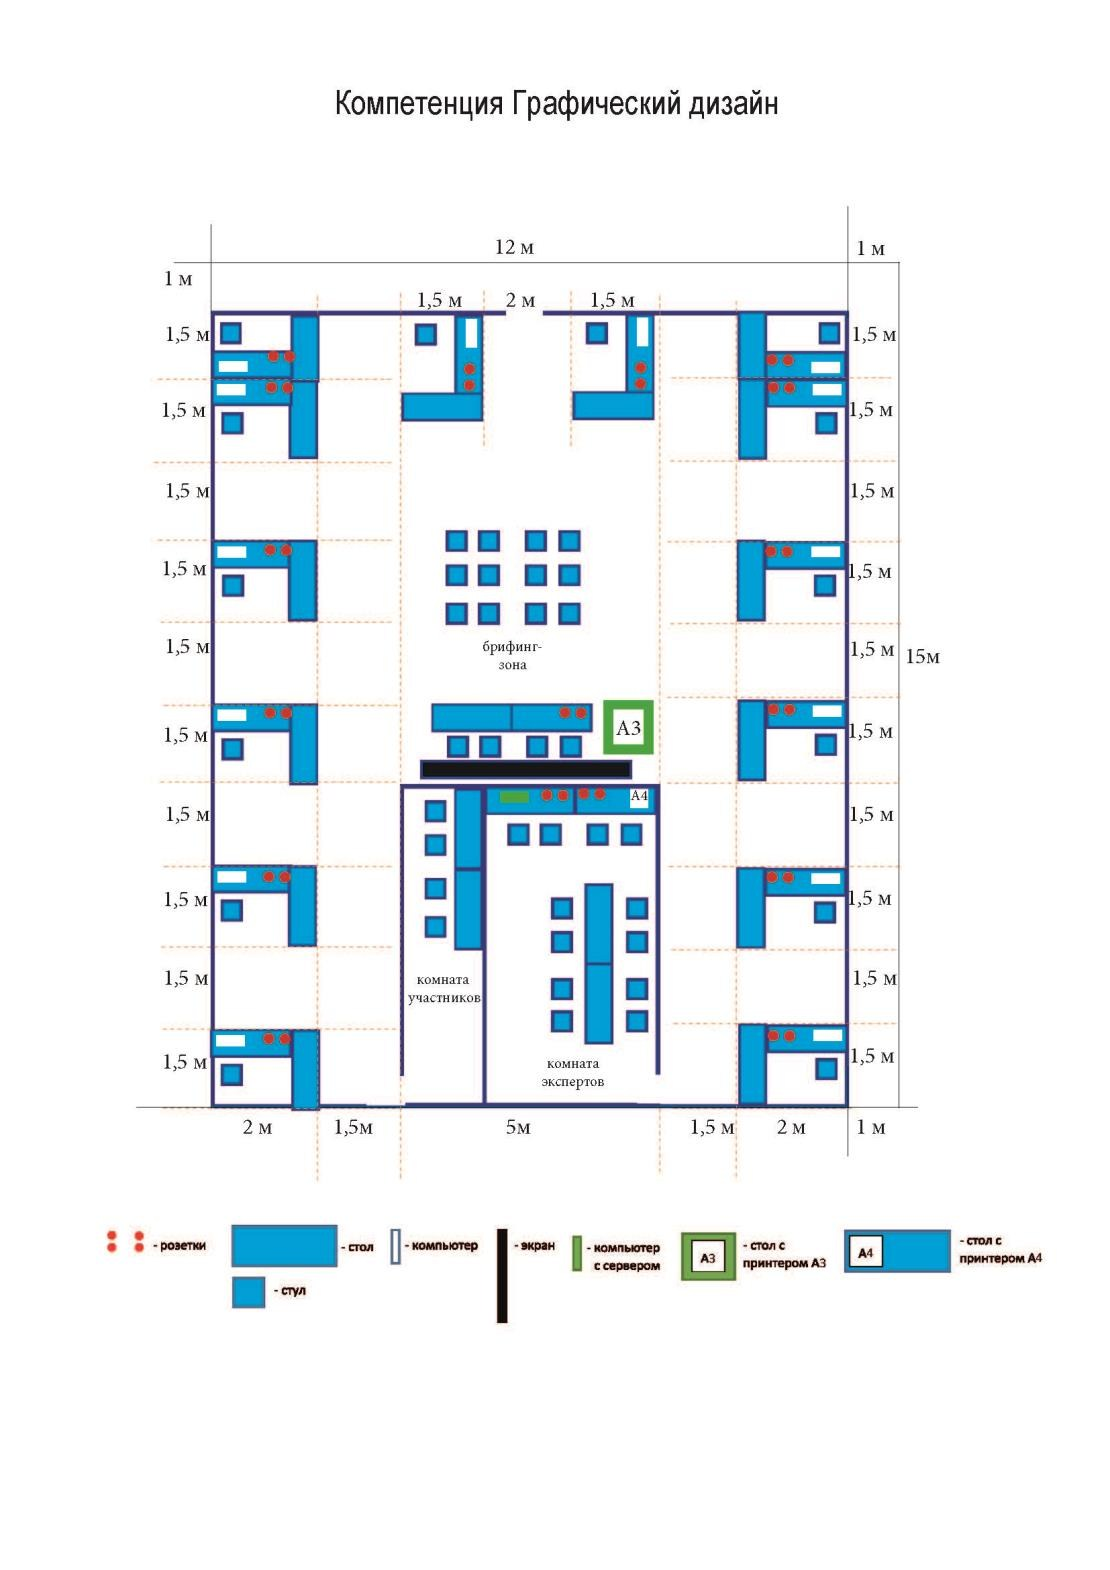 Компетенция Графический дизайн
12 м
1 м
1 м
1,5 м
2 м
1,5 м
1,5 м
1,5 м
1,5 м
1,5 м
1,5 м
1,5 м
1,5 м
1,5 м
1,5 м
1,5 м
15м
брифинг-
зона
1,5 м
1,5 м
А3
1,5 м
1,5 м
А4
1,5 м
1,5 м
1,5 м
1,5 м
комната
участников
1,5 м
1,5 м
комната
экспертов
2 м
1,5м
5м
1,5 м
2 м
1 м
- розетки
- стол
- компьютер
- экран
- компьютер
с сервером
А3
- стол с
принтером А3
А4
- стол с
принтером А4
- стул